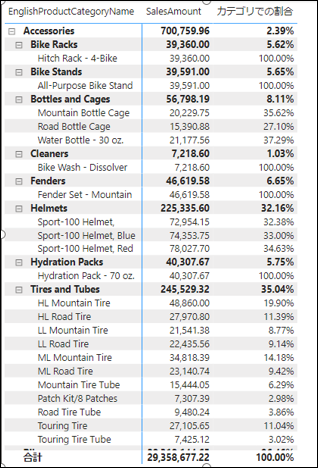 EnglishProductCategoryName SalesAmount カテゴリでの割合
Accessories 700,759.96 2.39%
Bike Racks 39,360.00 5.62%
Hitch Rack - 4-Bike 39,360.00 100.00%
Bike Stands 39,591.00 5.65%
All-Purpose Bike Stand 39,591.00 100.00%
Bottles and Cages 56,798.19 8.11%
Mountain Bottle Cage 20,229.75 35.62%
Road Bottle Cage 15,390.88 27.10%
Water Bottle - 30 oz. 21,177.56 37.29%
Cleaners 7,218.60 1.03%
Bike Wash - Dissolver 7,218.60 100.00%
Fenders 46,619.58 6.65%
Fender Set - Mountain 46,619.58 100.00%
Helmets 225,335.60 32.16%
Sport-100 Helmet, 72,954.15 32.38%
Sport-100 Helmet, Blue 74,353.75 33.00%
Sport-100 Helmet, Red 78,027.70 34.63%
Hydration Packs 40,307.67 5.75%
Hydration Pack - 70 oz. 40,307.67 100.00%
Tires and Tubes 245,529.32 35.04%
HL Mountain Tire 48,860.00 19.90%
HL Road Tire 27,970.80 11.39%
LL Mountain Tire 21,541.38 8.77%
LL Road Tire 22,435.56 9.14%
ML Mountain Tire 34,818.39 14.18%
ML Road Tire 23,140.74 9.42%
Mountain Tire Tube 15,444.05 6.29%
Patch Kit/8 Patches 7,307.39 2.98%
Road Tire Tube 9,480.24 3.86%
Touring Tire 27,105.65 11.04%
Touring Tire Tube 7,425.12 3.02%
合計 29,358,677.22 100.00%